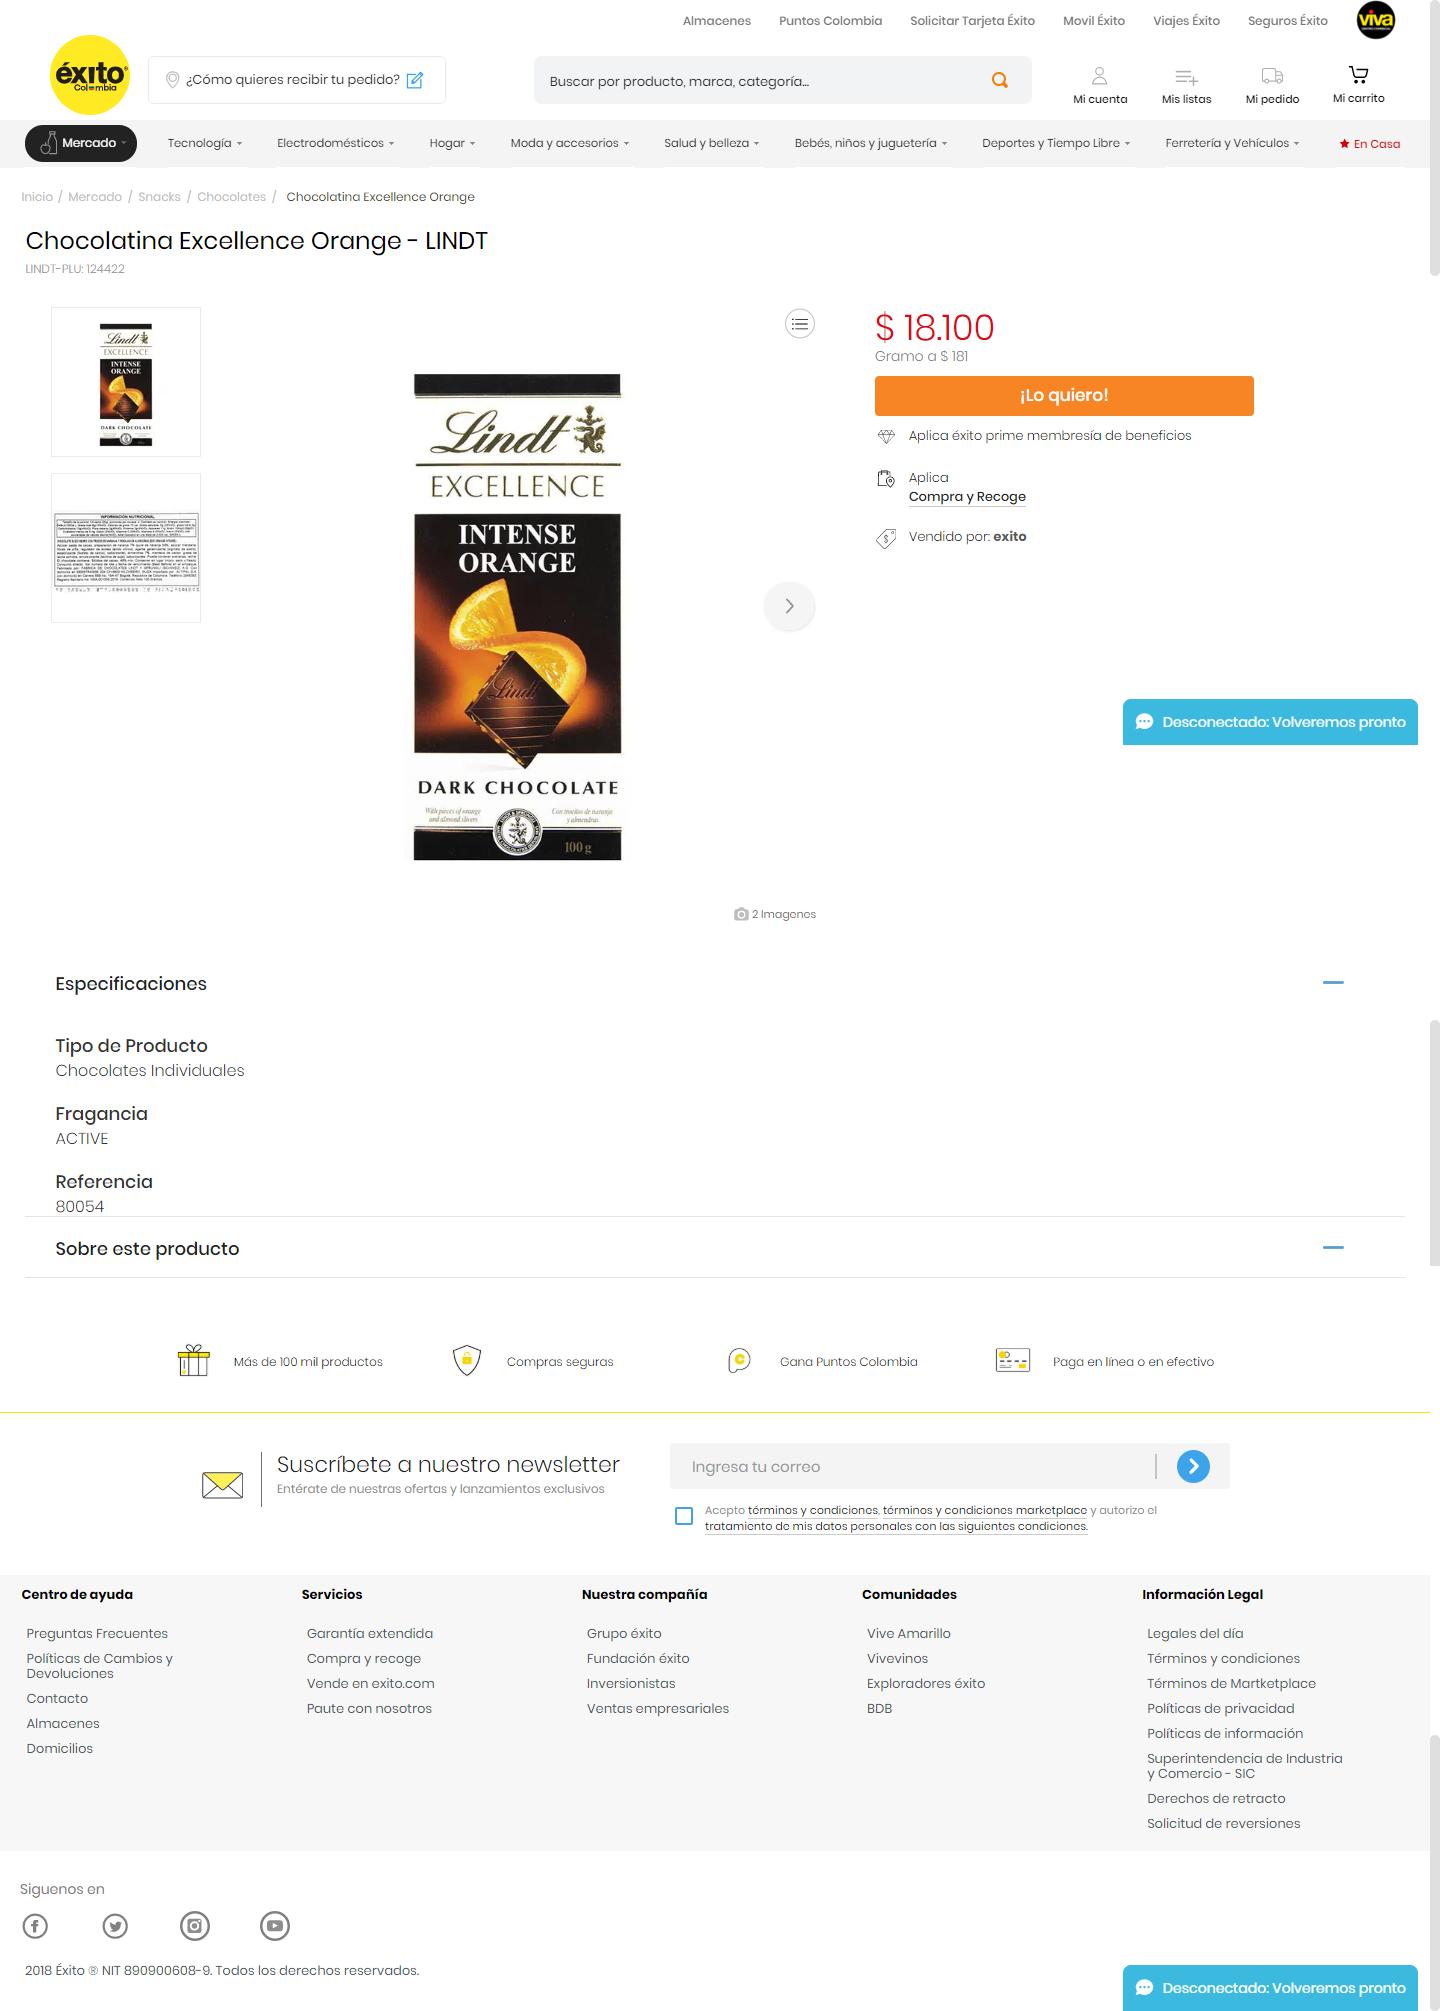 Almacenes Puntos Colombia Solicitar Tarjeta Éxito Movil Éxito Viajes Éxito Seguros Éxito viva
éxito
Colombia
¿Cómo quieres recibir tu pedido?
Buscar por producto, marca, categoría...
Mi cuenta Mis listas Mi pedido Mi carrito
Mercado Tecnología Electrodomésticos Hogar Moda y accesorios Salud y belleza Bebés, niños y juguetería Deportes y Tiempo Libre Ferretería y Vehículos En Casa
Inicio / Mercado / Snacks / Chocolates / Chocolatina Excellence Orange
Chocolatina Excellence Orange - LINDT
LINDT-PLU: 124422
Lindt
EXCELLENCE
INTENSE
ORANGE
DARK CHOCOLATE
INFORMACIÓN NUTRICIONAL
Lindt
EXCELLENCE
INTENSE
ORANGE
Lindt
DARK CHOCOLATE
With pieces of orange
and almond slivers
Con trocitos de naranja
y almendras
100 g
2 Imagenes
$ 18.100
Gramo a $ 181
¡Lo quiero!
Aplica éxito prime membresía de beneficios
Aplica
Compra y Recoge
Vendido por: exito
Desconectado: Volveremos pronto
Especificaciones
Tipo de Producto
Chocolates Individuales
Fragancia
ACTIVE
Referencia
80054
Sobre este producto
Más de 100 mil productos
Compras seguras
Gana Puntos Colombia
Paga en línea o en efectivo
Suscríbete a nuestro newsletter
Entérate de nuestras ofertas y lanzamientos exclusivos
Ingresa tu correo
Acepto términos y condiciones, términos y condiciones marketplace y autorizo el
tratamiento de mis datos personales con las siguientes condiciones.
Centro de ayuda
Preguntas Frecuentes
Políticas de Cambios y
Devoluciones
Contacto
Almacenes
Domicilios
Servicios
Garantía extendida
Compra y recoge
Vende en exito.com
Paute con nosotros
Nuestra compañía
Grupo éxito
Fundación éxito
Inversionistas
Ventas empresariales
Comunidades
Vive Amarillo
Vivevinos
Exploradores éxito
BDB
Información Legal
Legales del día
Términos y condiciones
Términos de Martketplace
Políticas de privacidad
Políticas de información
Superintendencia de Industria
y Comercio - SIC
Derechos de retracto
Solicitud de reversiones
Siguenos en
2018 Éxito ® NIT 890900608-9. Todos los derechos reservados.
Desconectado: Volveremos pronto